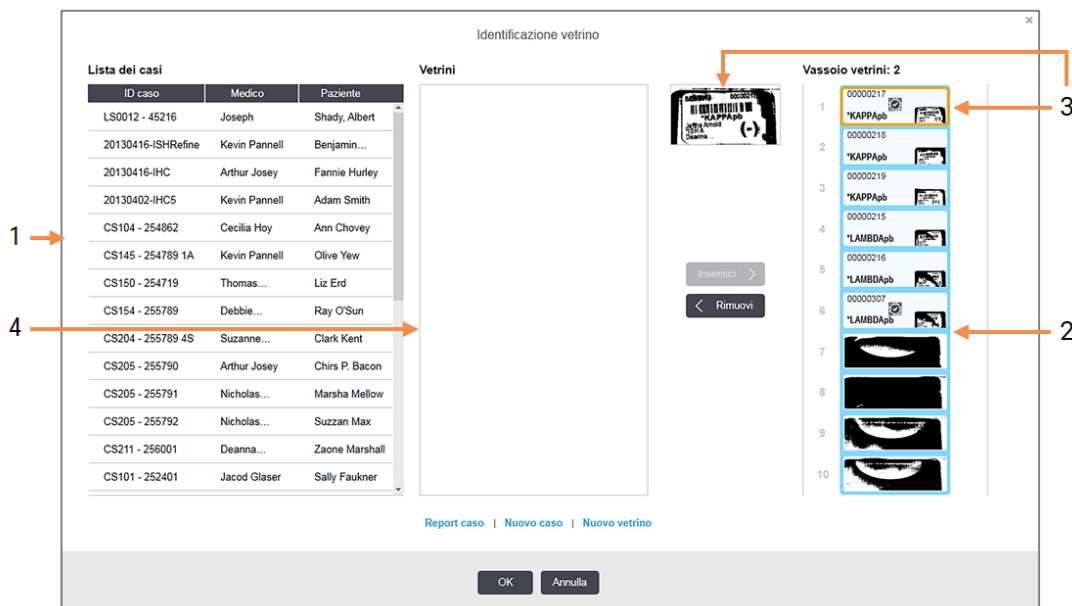 ×
Identificazione vetrino
Lista dei casi
Vetrini
Vassoio vetrini: 2
ID caso Medico Paziente
LS0012 - 45216 Joseph Shady, Albert
20130416-ISHRefine Kevin Pannell Benjamin...
20130416-IHC Arthur Josey Fannie Hurley
20130402-IHC5 Kevin Pannell Adam Smith
CS104 - 254862 Cecilia Hoy Ann Chovey
CS145 - 254789 1A Kevin Pannell Olive Yew
CS150 - 254719 Thomas... Liz Erd
CS154 - 255789 Debbie... Ray O'Sun
CS204 - 255789 4S Suzanne... Clark Kent
CS205 - 255790 Arthur Josey Chirs P. Bacon
CS205 - 255791 Nicholas... Marsha Mellow
CS205 - 255792 Nicholas... Suzzan Max
CS211 - 256001 Deanna... Zaone Marshall
CS101 - 252401 Jacod Glaser Sally Faukner
*KAPPApb
Arnold
*ISH A
Deanna...
(-)
Inserisci
Rimuovi
1
00000217
*KAPPApb
2
00000218
*KAPPApb
3
00000219
*KAPPApb
4
00000215
*LAMBDApb
5
00000216
*LAMBDApb
6
00000307
*LAMBDApb
7
8
9
10
Report caso | Nuovo caso | Nuovo vetrino
OK
Annulla
1
4
3
2